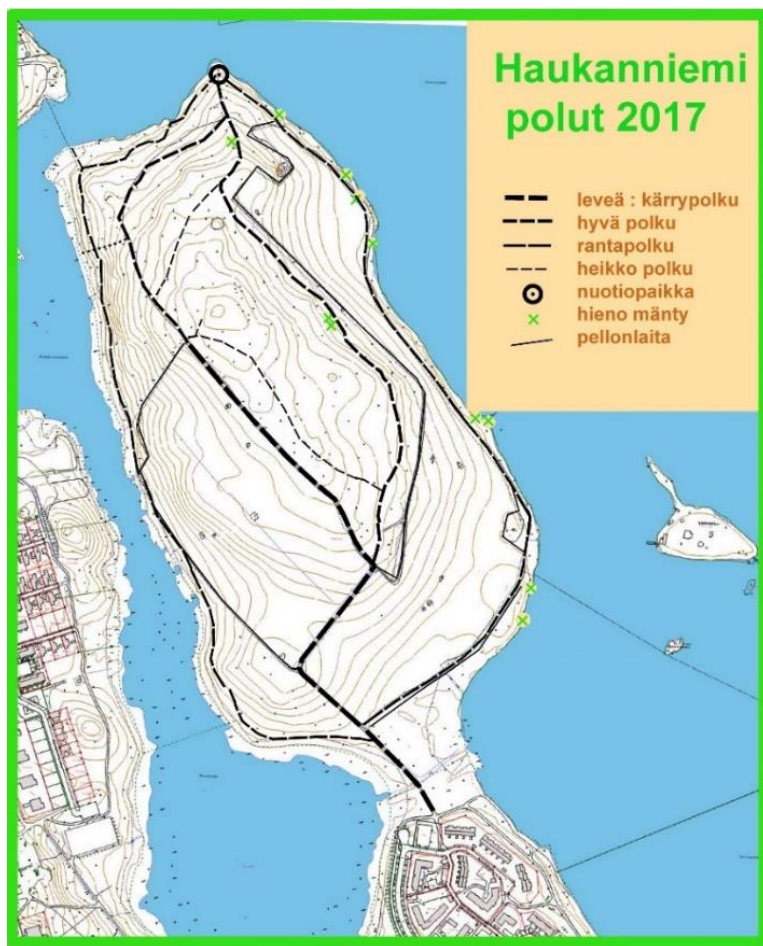 Haukanniemi
polut 2017
leveä : kärrypolku
hyvä polku
rantapolku
heikko polku
nuotiopaikka
hieno mänty
pellonlaita